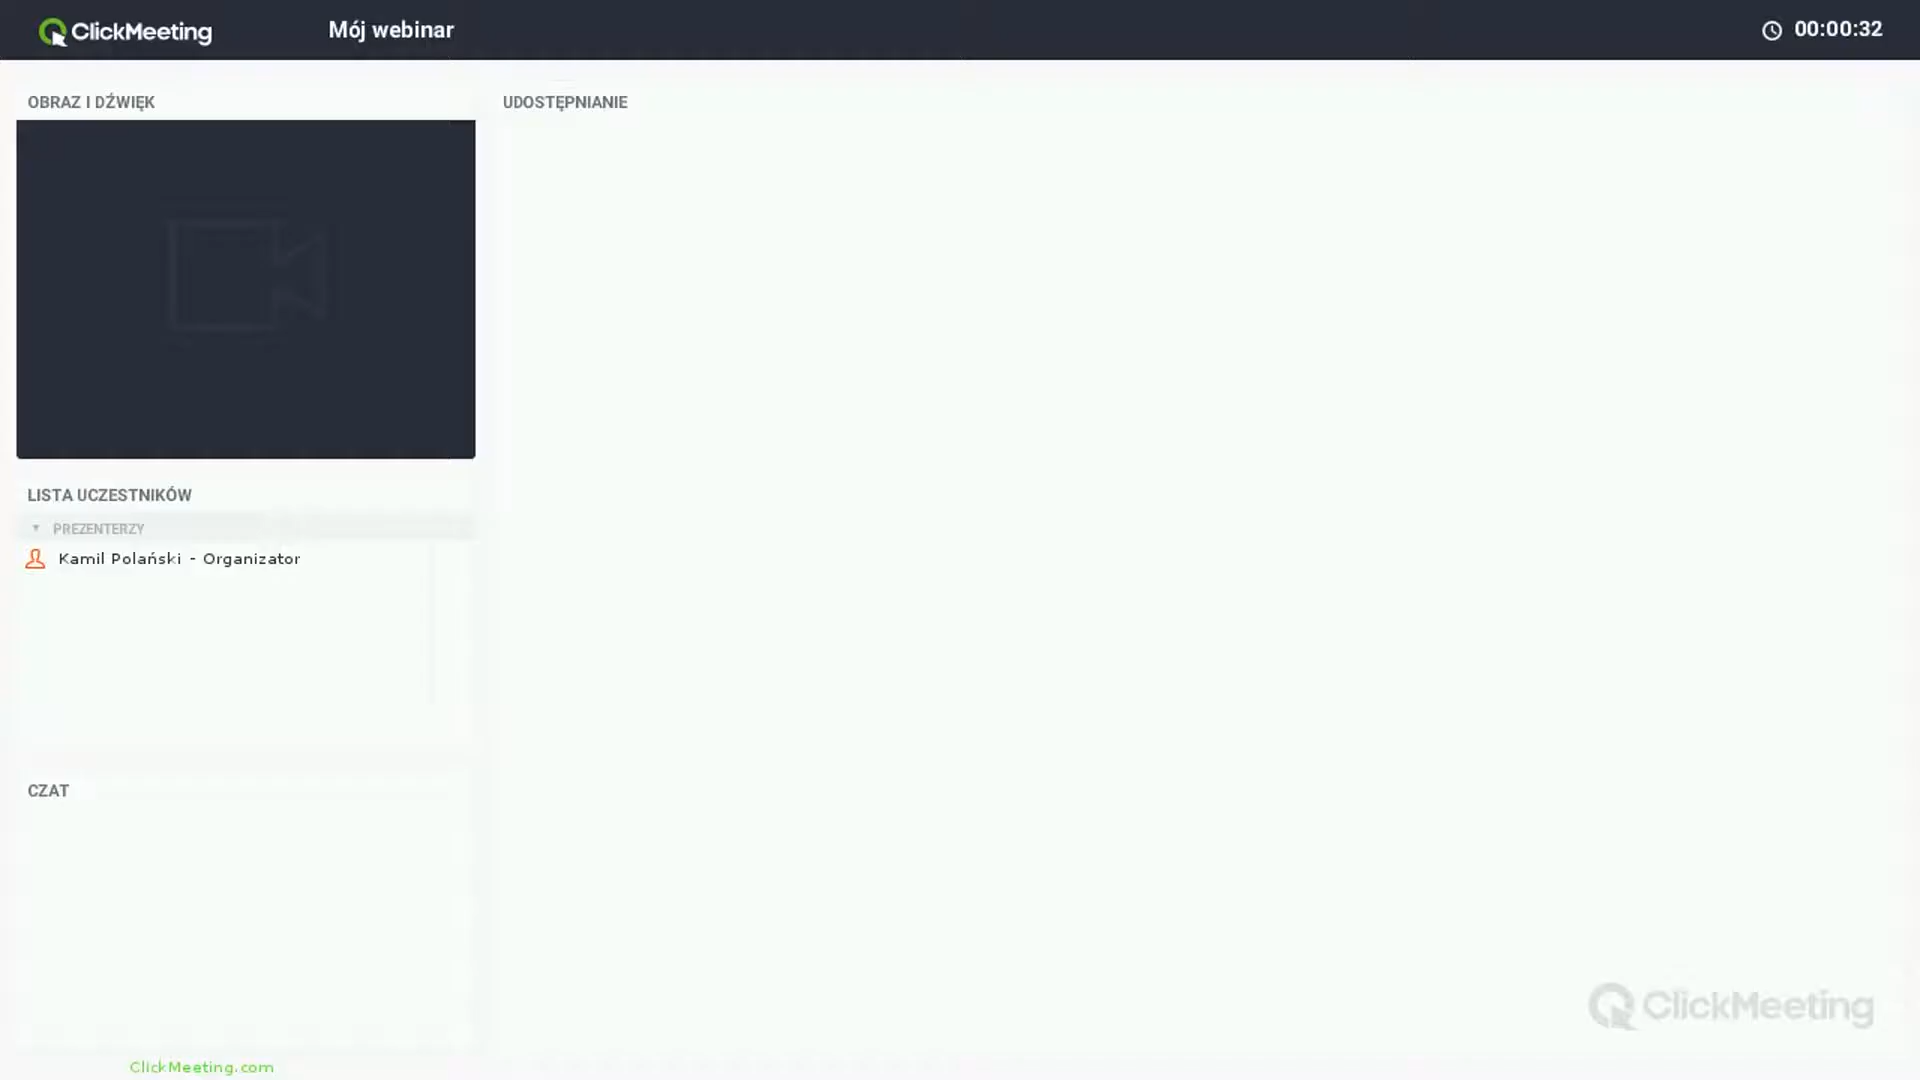 ClickMeeting
Mój webinar
00:00:32
OBRAZ I DŹWIĘK
UDOSTĘPNIANIE
LISTA UCZESTNIKÓW
PREZENTERZY
Kamil Polański - Organizator
CZAT
ClickMeeting
ClickMeeting.com